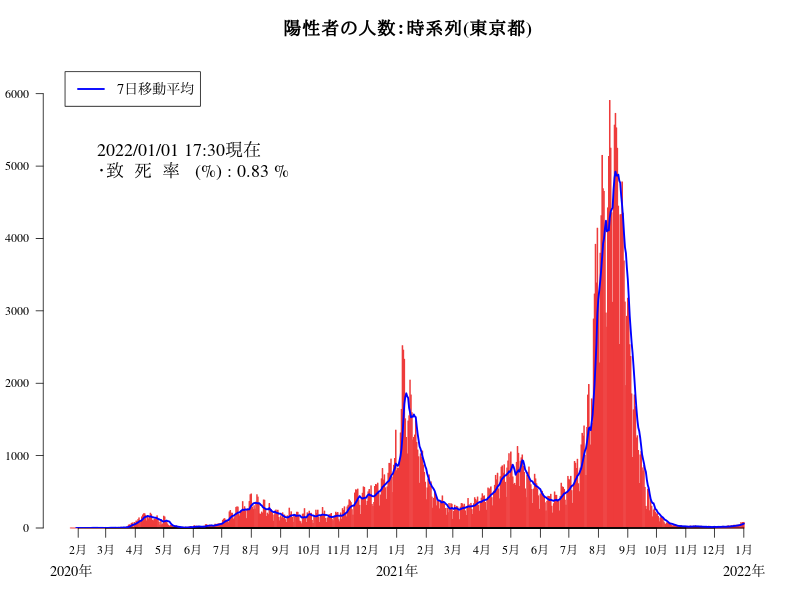 陽性者の人数：時系列(東京都)
7日移動平均
2022/01/01 17:30現在
・致 死 率 (%) : 0.83 %
6000
5000
4000
3000
2000
1000
0
2月 3月 4月 5月 6月 7月 8月 9月 10月 11月 12月 1月 2月 3月 4月 5月 6月 7月 8月 9月 10月 11月 12月 1月
2020年 2021年 2022年